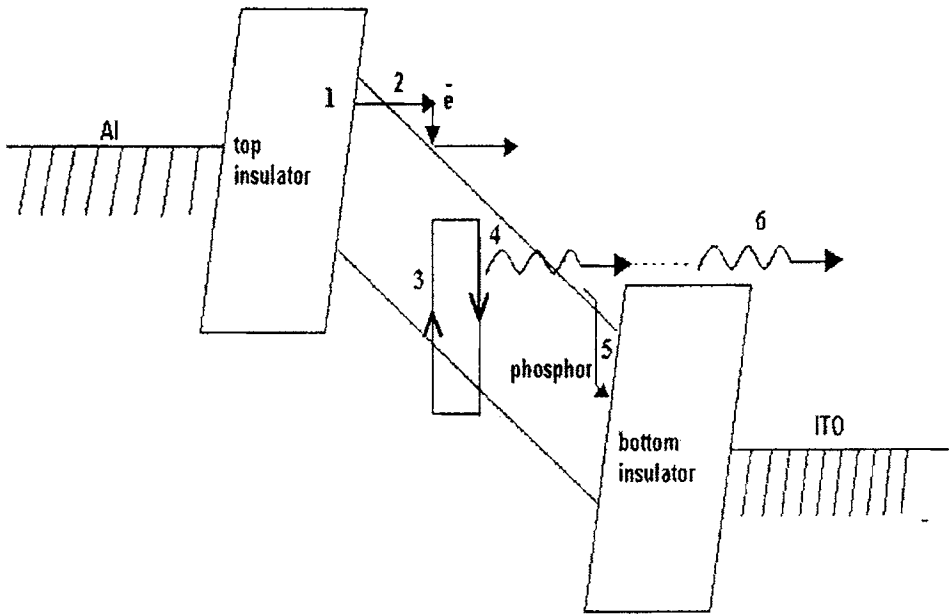 Al
top
insulator
1
2
e̅
3
4
6
5
phosphor
bottom
insulator
ITO